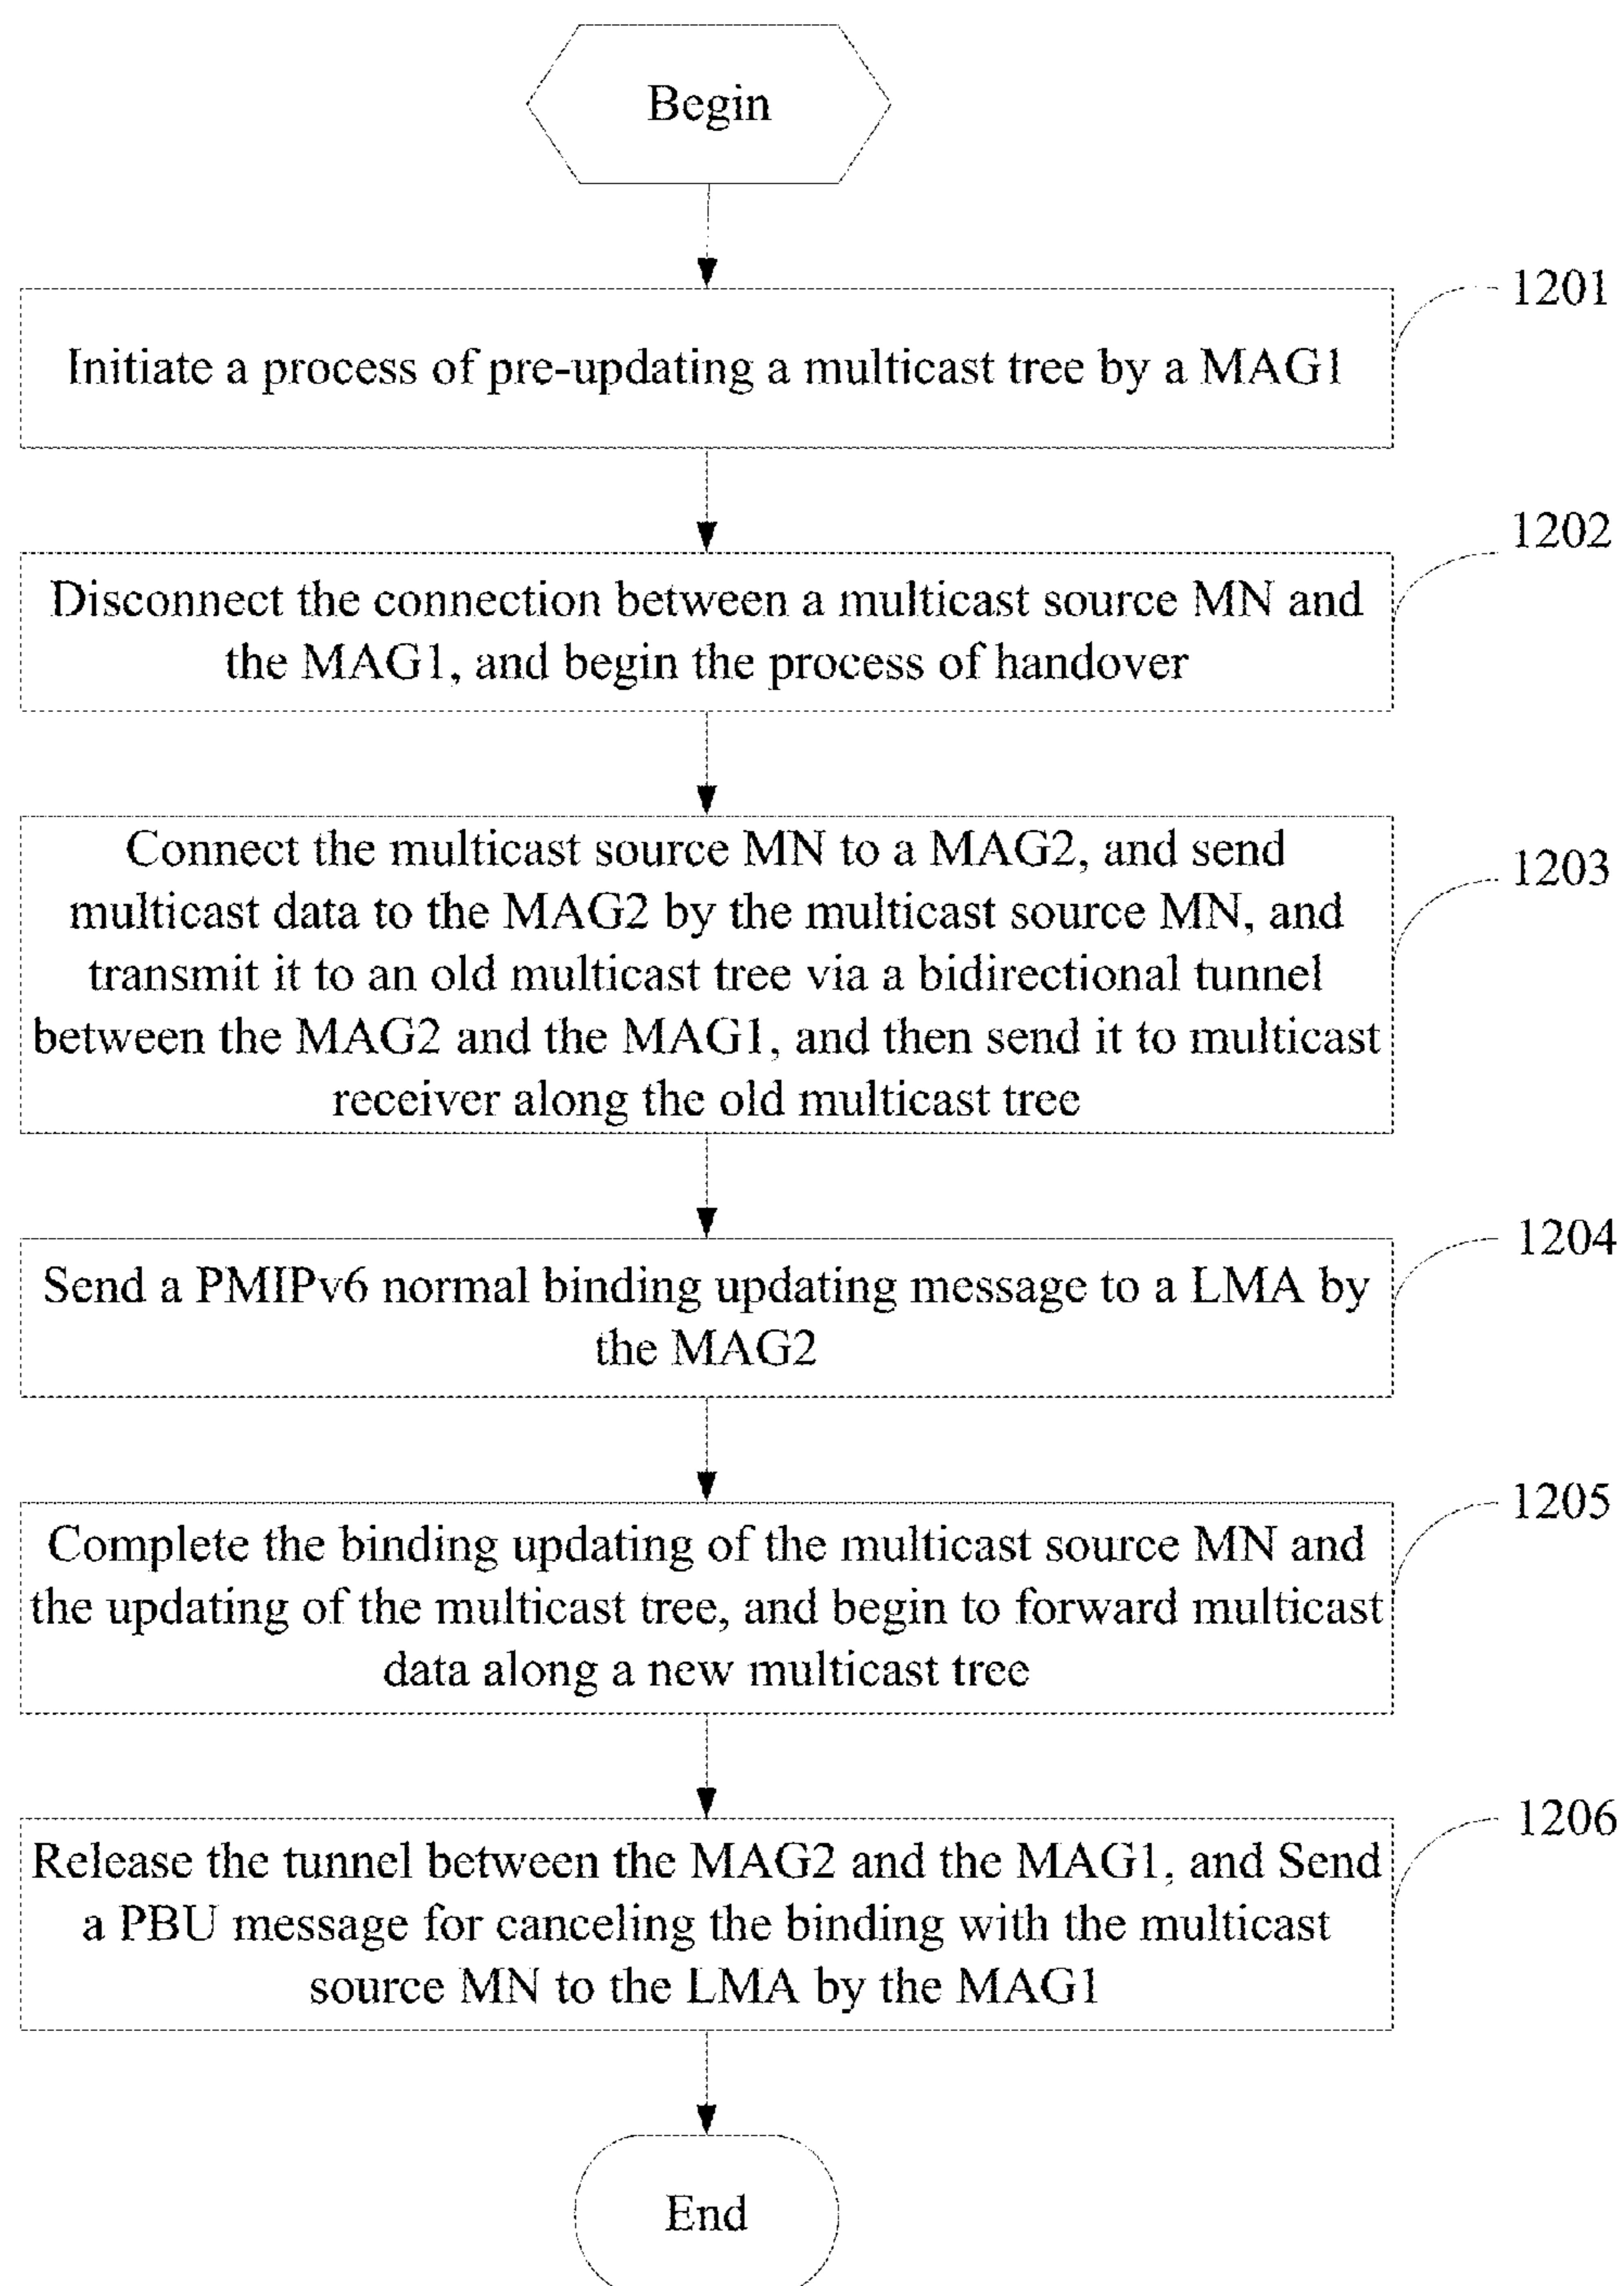 Begin
1201
Initiate a process of pre-updating a multicast tree by a MAG1
1202
Disconnect the connection between a multicast source MN and
the MAG1, and begin the process of handover
1203
Connect the multicast source MN to a MAG2, and send
multicast data to the MAG2 by the multicast source MN, and
transmit it to an old multicast tree via a bidirectional tunnel
between the MAG2 and the MAG1, and then send it to multicast
receiver along the old multicast tree
1204
Send a PMIPv6 normal binding updating message to a LMA by
the MAG2
1205
Complete the binding updating of the multicast source MN and
the updating of the multicast tree, and begin to forward multicast
data along a new multicast tree
1206
Release the tunnel between the MAG2 and the MAG1, and Send
a PBU message for canceling the binding with the multicast
source MN to the LMA by the MAG1
End